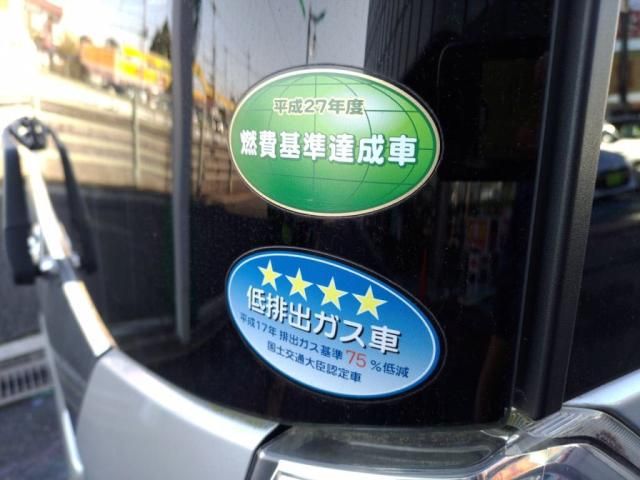 平成27年度
燃費基準達成車
低排出ガス車
平成17年 排出ガス基準 75%低減
国土交通大臣認定車